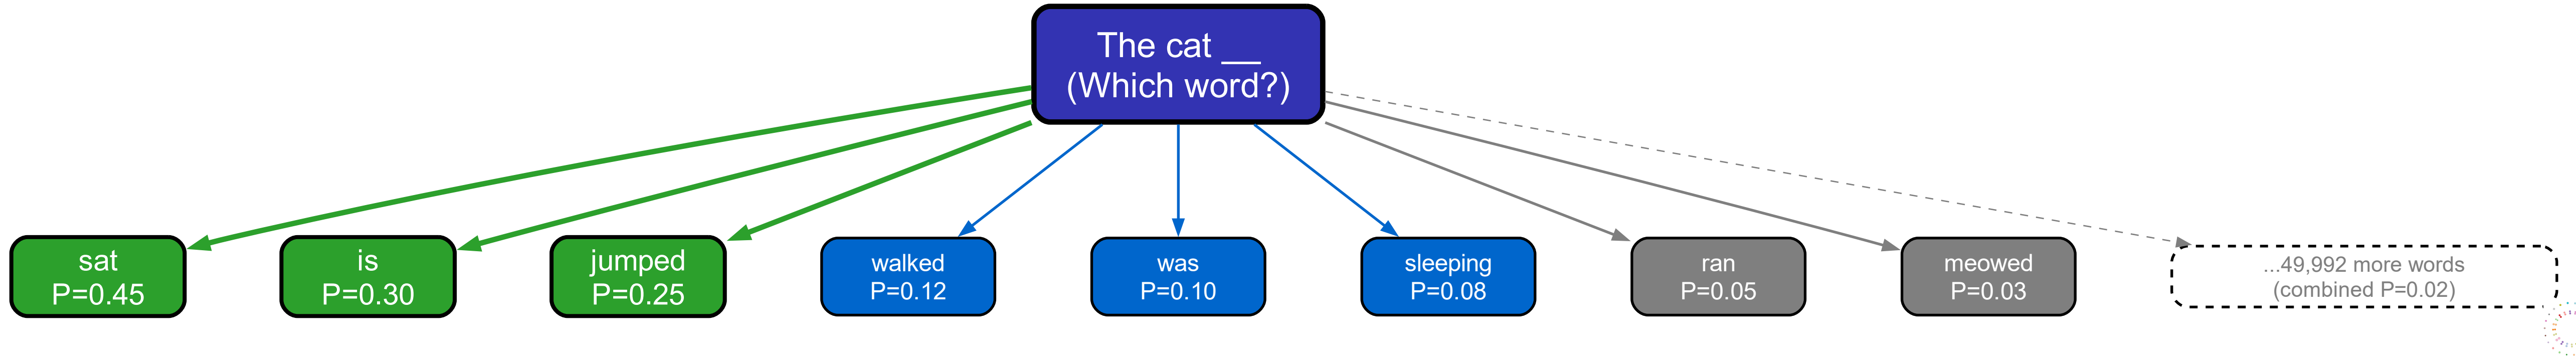 The cat __
(Which word?)
sat
P=0.45
is
P=0.30
jumped
P=0.25
walked
P=0.12
was
P=0.10
sleeping
P=0.08
ran
P=0.05
meowed
P=0.03
...49,992 more words
(combined P=0.02)